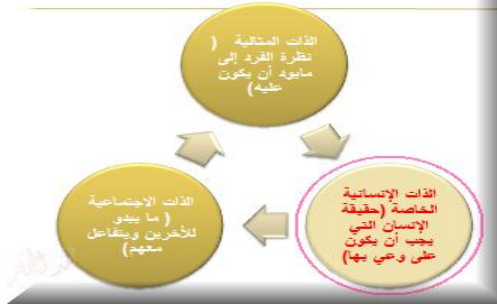 الذات المتالية (
نظرة الفرد إلى
مايود أن يكون
عليه)
الذات الإنسانية
الخاصة (حقيقة
الإنسان التي
يجب أن يكون
على وعي بها)
الذات الاجتماعية
( ما يبدو
للآخرين ويتفاعل
معهم)